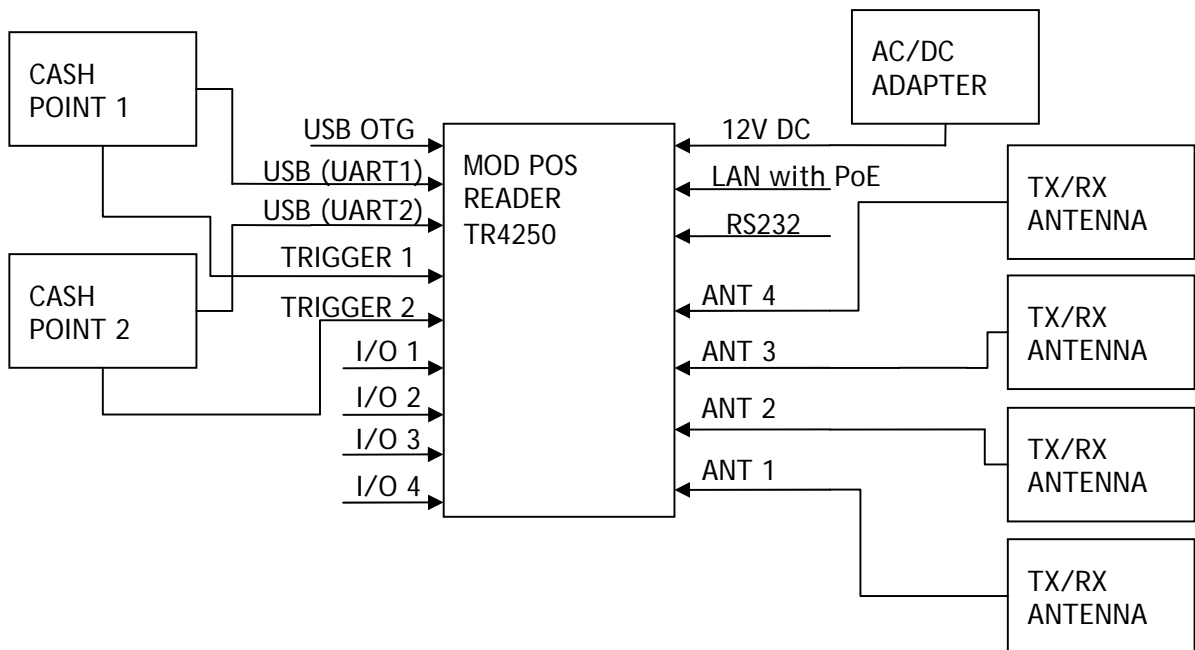 CASH
POINT 1
CASH
POINT 2
USB OTG
USB (UART1)
USB (UART2)
TRIGGER 1
TRIGGER 2
I/O 1
I/O 2
I/O 3
I/O 4
MOD POS
READER
TR4250
AC/DC
ADAPTER
12V DC
LAN with PoE
RS232
ANT 4
ANT 3
ANT 2
ANT 1
TX/RX
ANTENNA
TX/RX
ANTENNA
TX/RX
ANTENNA
TX/RX
ANTENNA